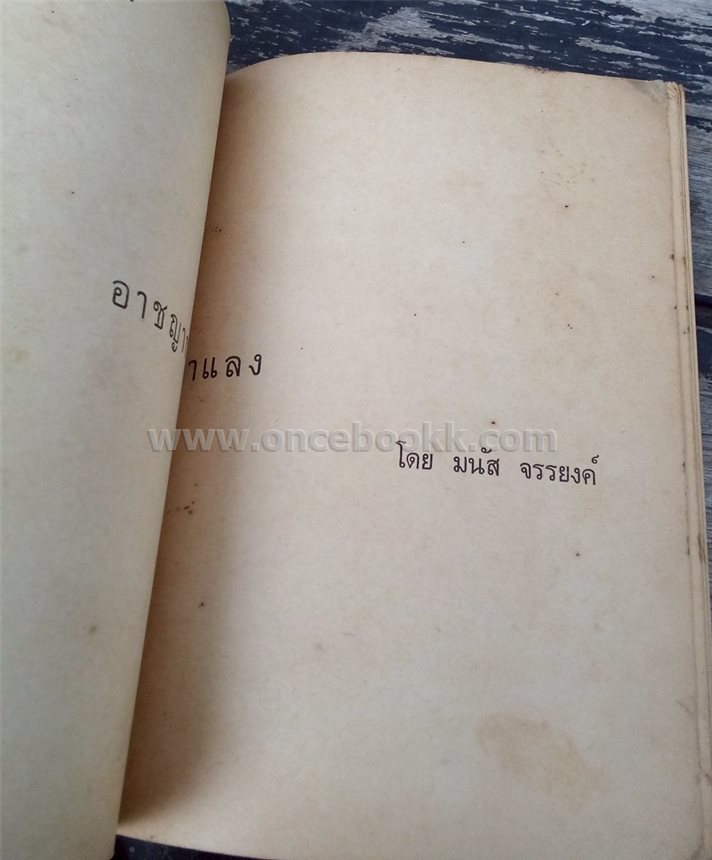 อาชญา
าแลง
www.oncebookk.com
โดย มนัส จรรยงค์